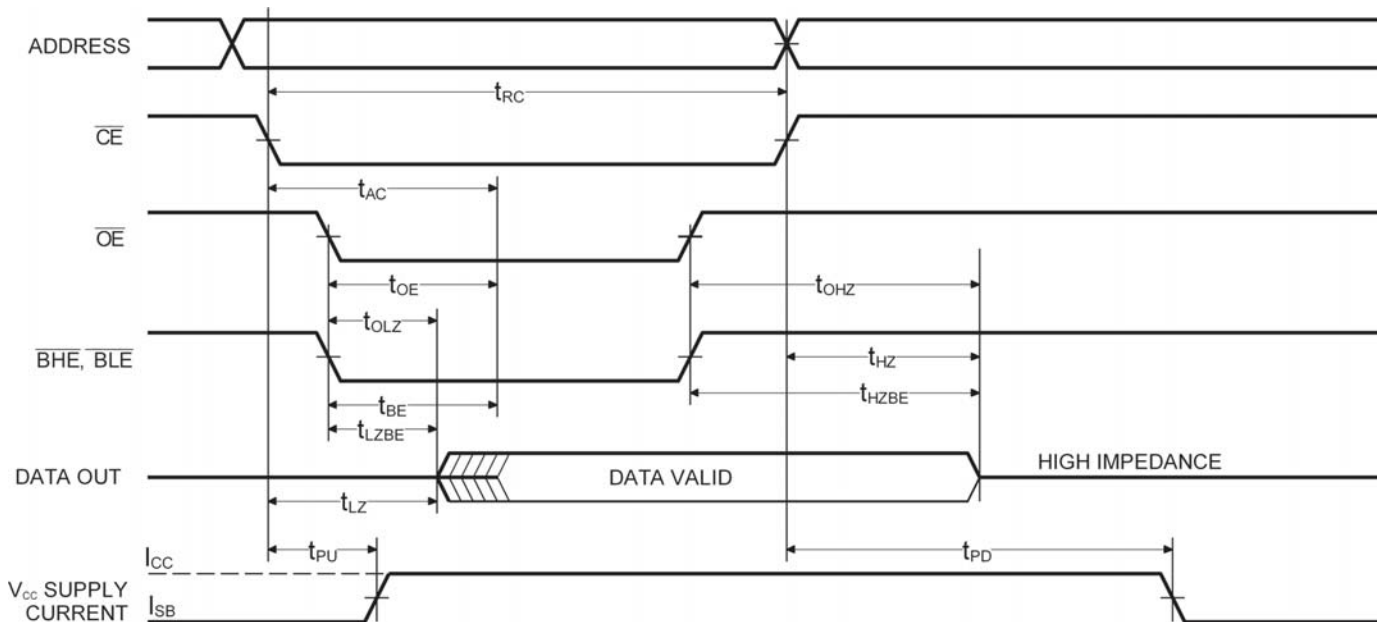 ADDRESS
tRC
CE
tAC
OE
tOE
tOHZ
tOLZ
BHE, BLE
tHZ
tBE
tHZBE
tLZBE
DATA OUT
DATA VALID
HIGH IMPEDANCE
tLZ
tPU
tPD
ICC
VCC SUPPLY
CURRENT
ISB